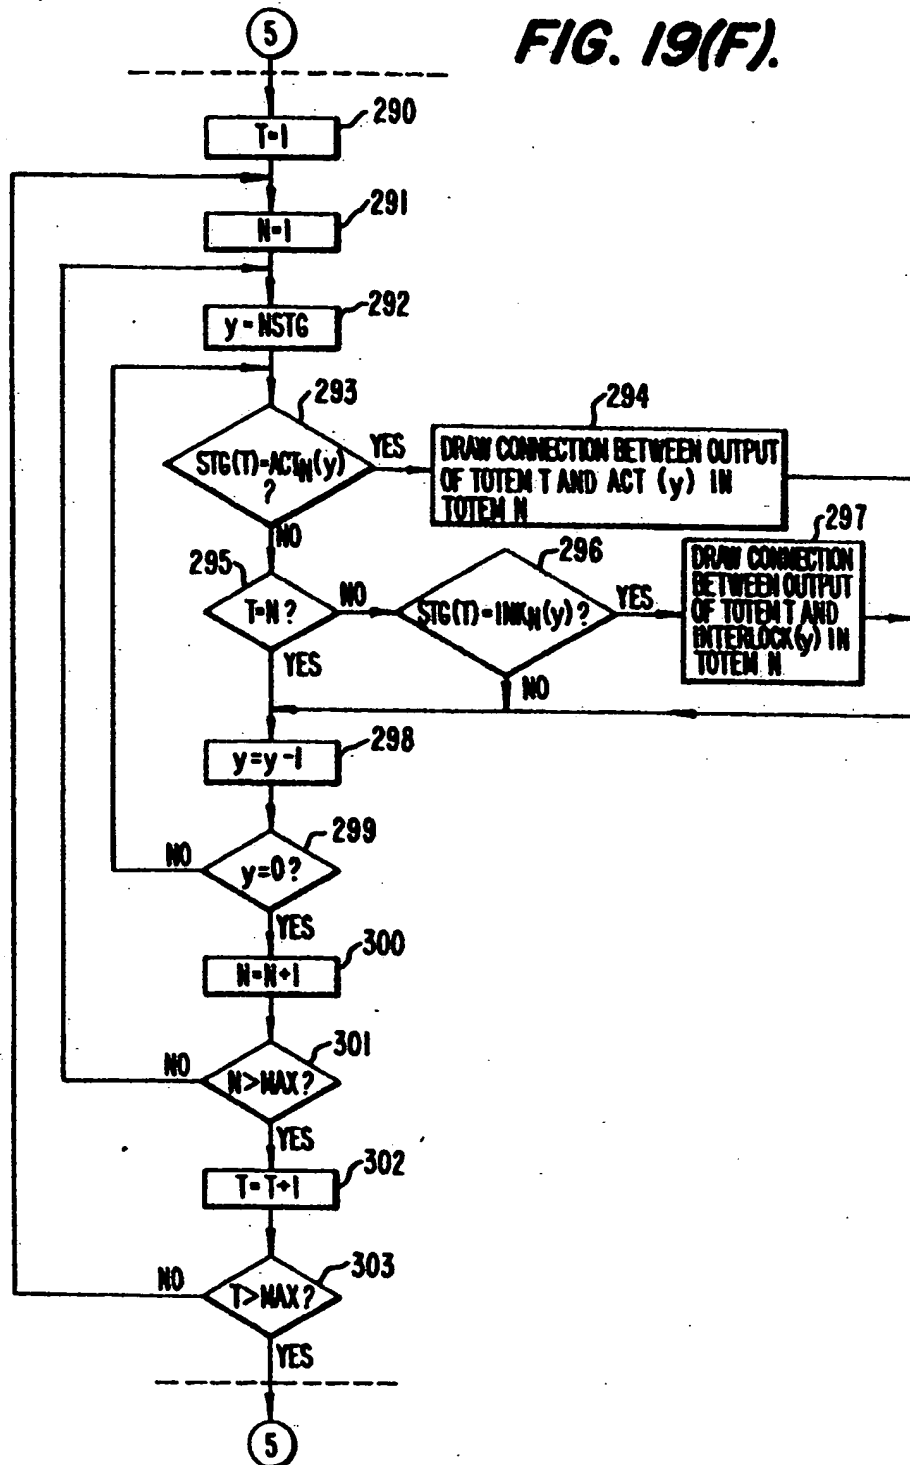 FIG. 19(F).
5
290
T=1
291
N=1
292
y=NSTG
293
STG(T)=ACTN(y)
?
YES
294
DRAW CONNECTION BETWEEN OUTPUT
OF TOTEM T AND ACT (y) IN
TOTEM N
NO
295
T=N?
NO
296
STG(T)=INKN(y)?
YES
297
DRAW CONNECTION
BETWEEN OUTPUT
OF TOTEM T AND
INTERLOCK(y) IN
TOTEM N
YES
NO
298
y=y-1
299
y=0?
NO
YES
300
N=N+1
301
N>MAX?
NO
YES
302
T=T+1
303
T>MAX?
NO
YES
5